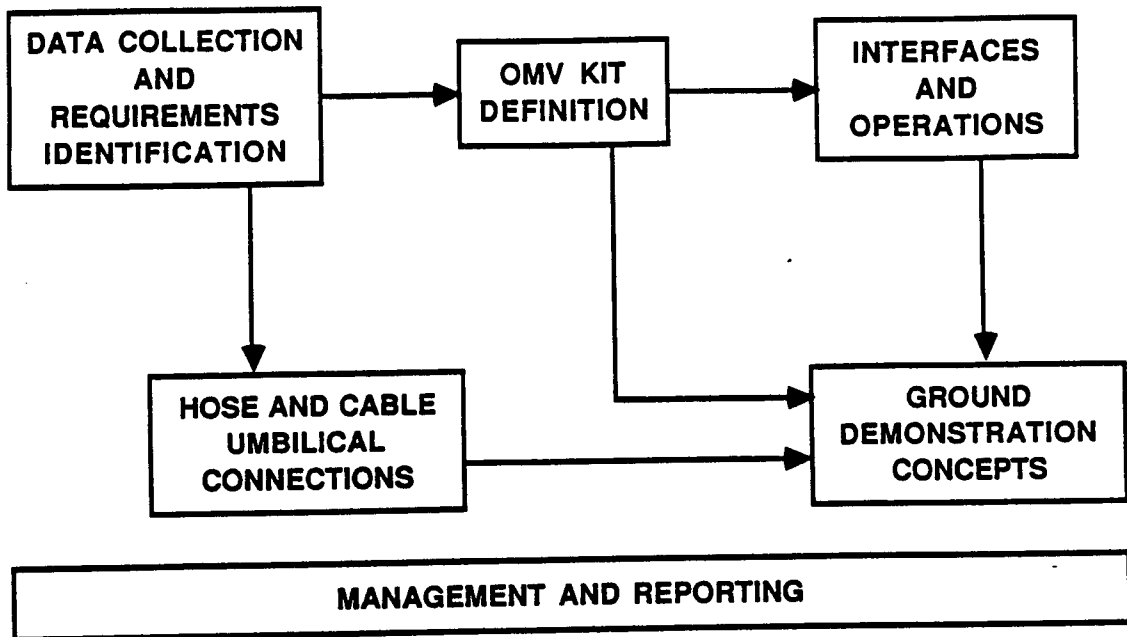 DATA COLLECTION
AND
REQUIREMENTS
IDENTIFICATION
OMV KIT
DEFINITION
INTERFACES
AND
OPERATIONS
HOSE AND CABLE
UMBILICAL
CONNECTIONS
GROUND
DEMONSTRATION
CONCEPTS
MANAGEMENT AND REPORTING